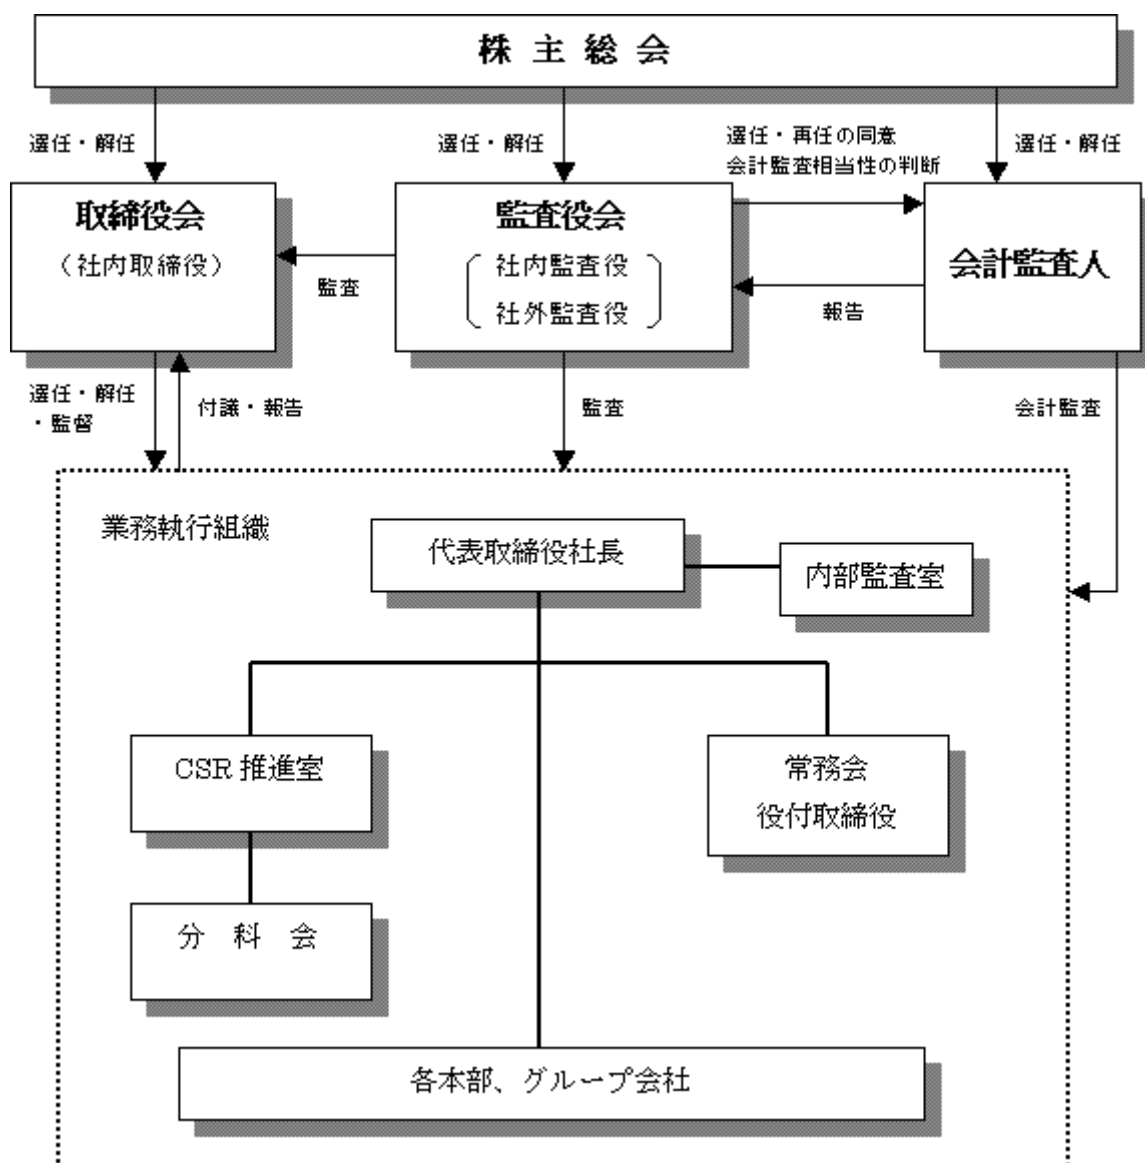 株主総会
選任・解任
選任・解任
選任・再任の同意
会計監査相当性の判断
選任・解任
取締役会
（社内取締役）
監査
監査役会
社内監査役
社外監査役
報告
会計監査人
選任・解任
・監督
付議・報告
監査
会計監査
業務執行組織
代表取締役社長
内部監査室
CSR推進室
常務会
役付取締役
分 科 会
各本部、グループ会社